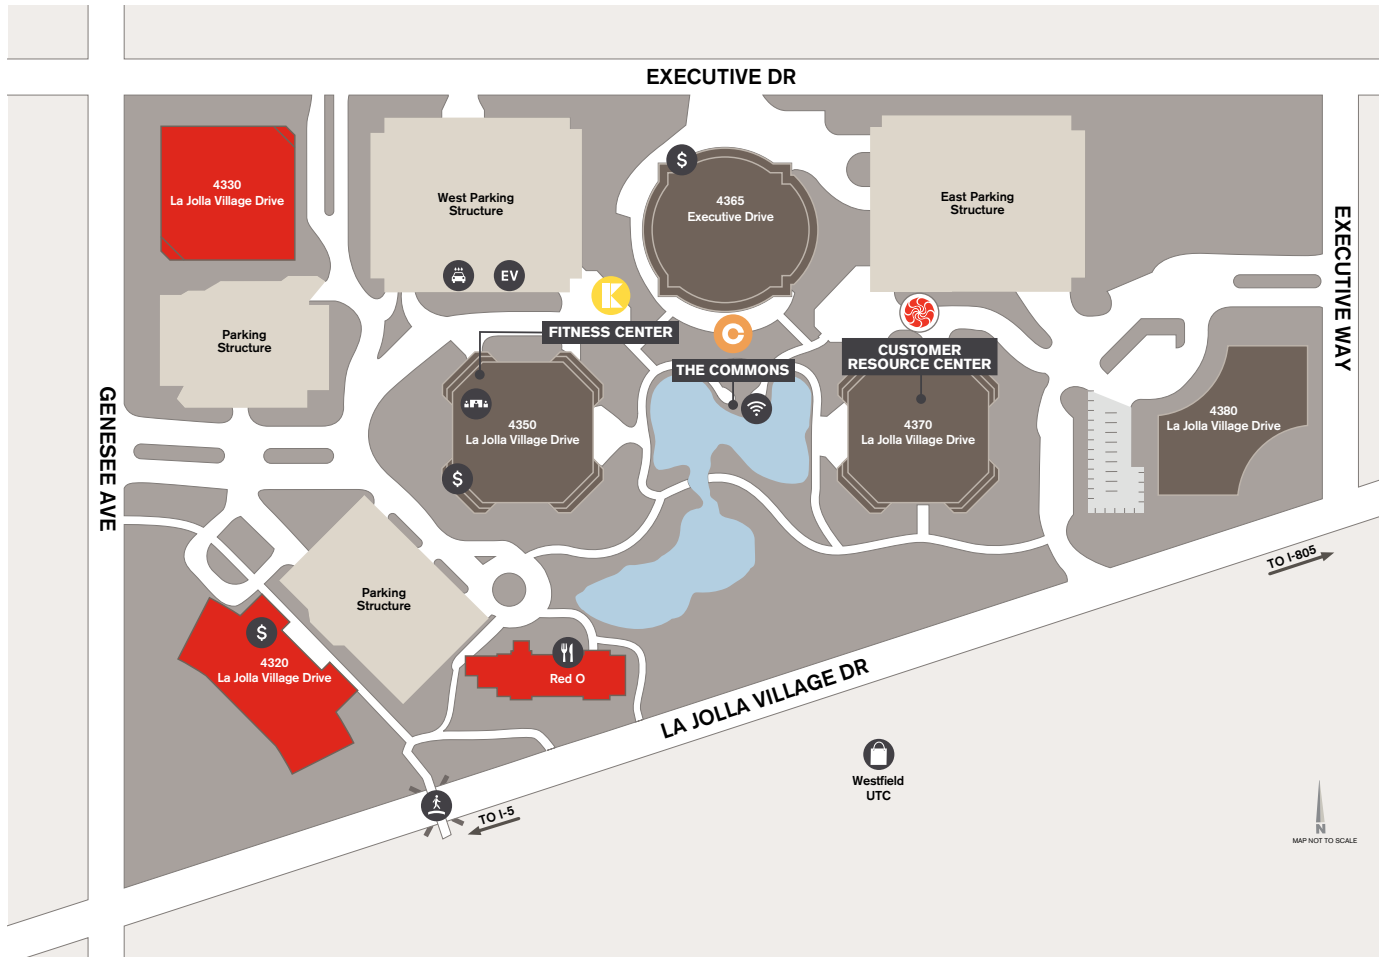 EXECUTIVE DR
4330
La Jolla Village Drive
West Parking
Structure
EV
$
4365
Executive Drive
East Parking
Structure
EXECUTIVE WAY
Parking
Structure
K
FITNESS CENTER
C
THE COMMONS
CUSTOMER
RESOURCE CENTER
GENESEE AVE
4350
La Jolla Village Drive
$
4370
La Jolla Village Drive
4380
La Jolla Village Drive
TO I-805
Parking
Structure
$
4320
La Jolla Village Drive
Red O
LA JOLLA VILLAGE DR
Westfield
UTC
TO I-5
N
MAP NOT TO SCALE